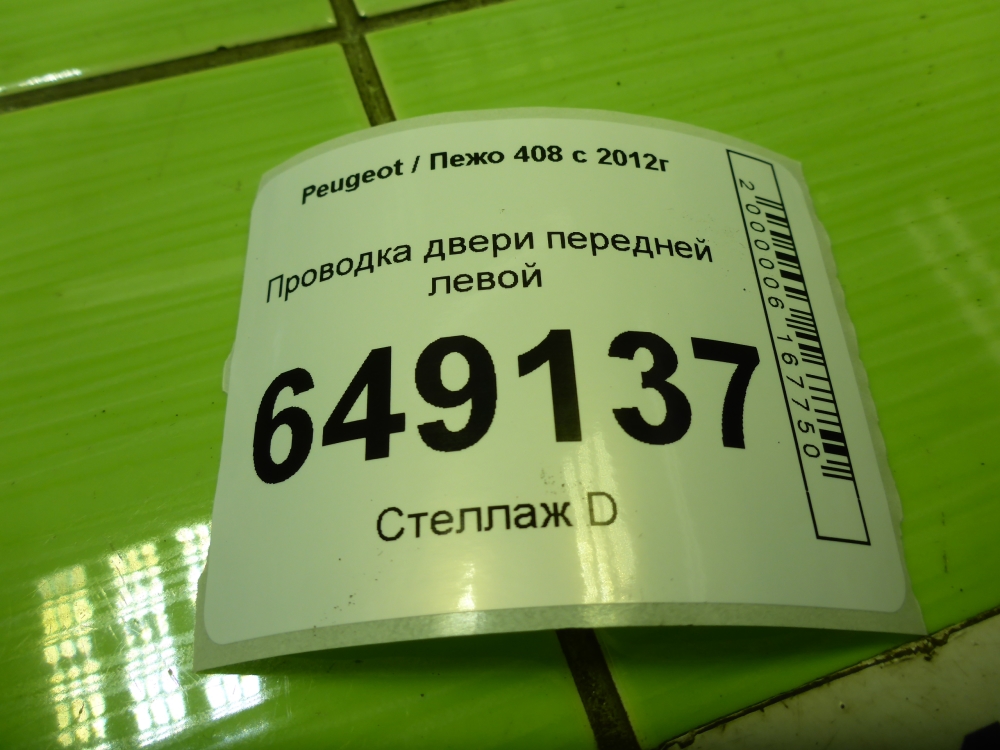 Peugeot / Пежо 408 с 2012г
Проводка двери передней
левой
649137
Стеллаж D
2000006167750